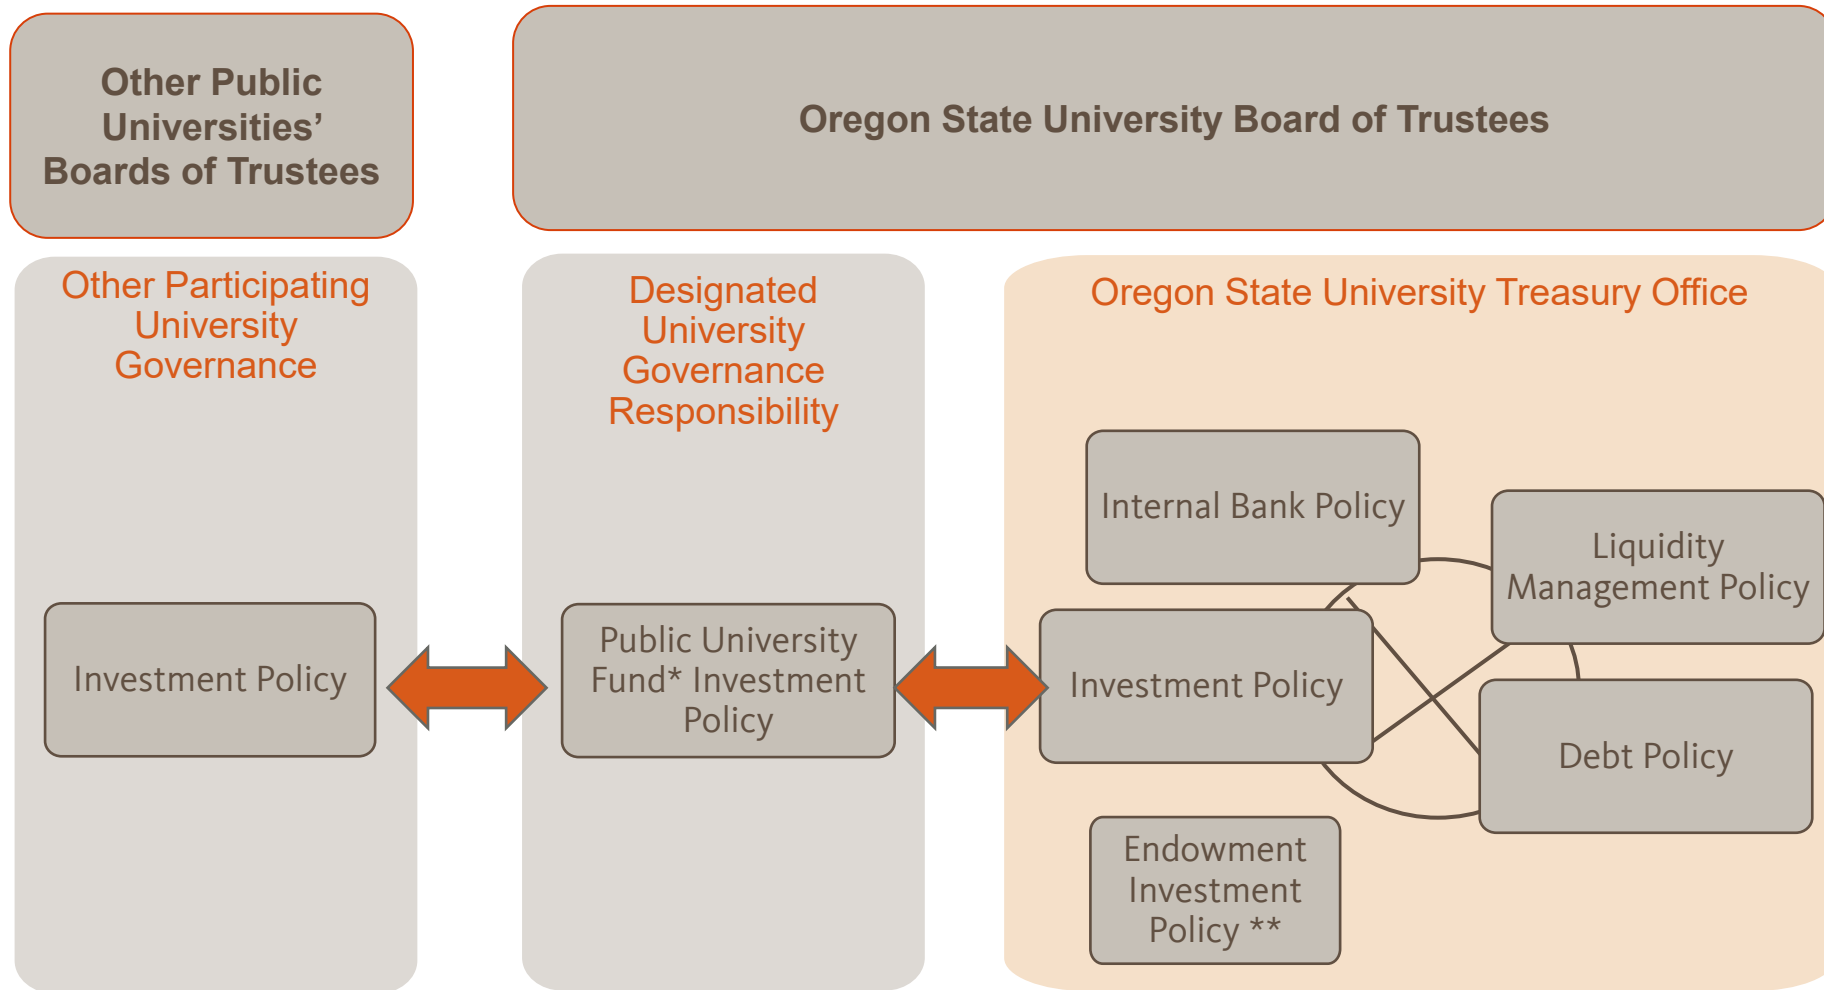 Other Public
Universities’
Boards of Trustees
Oregon State University Board of Trustees
Other Participating
University
Governance
Investment Policy
Designated
University
Governance
Responsibility
Public University
Fund* Investment
Policy
Oregon State University Treasury Office
Internal Bank Policy
Liquidity
Management Policy
Investment Policy
Debt Policy
Endowment
Investment
Policy **